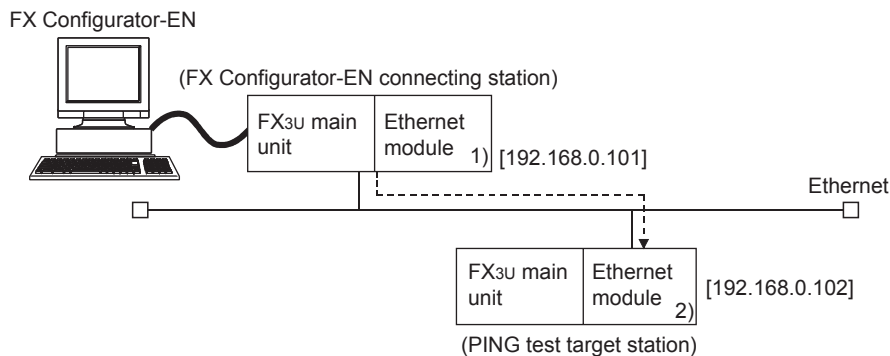 FX Configurator-EN
(FX Configurator-EN connecting station)
FX3U main
unit
Ethernet
module
1)
[192.168.0.101]
Ethernet
FX3U main
unit
Ethernet
module
2)
[192.168.0.102]
(PING test target station)